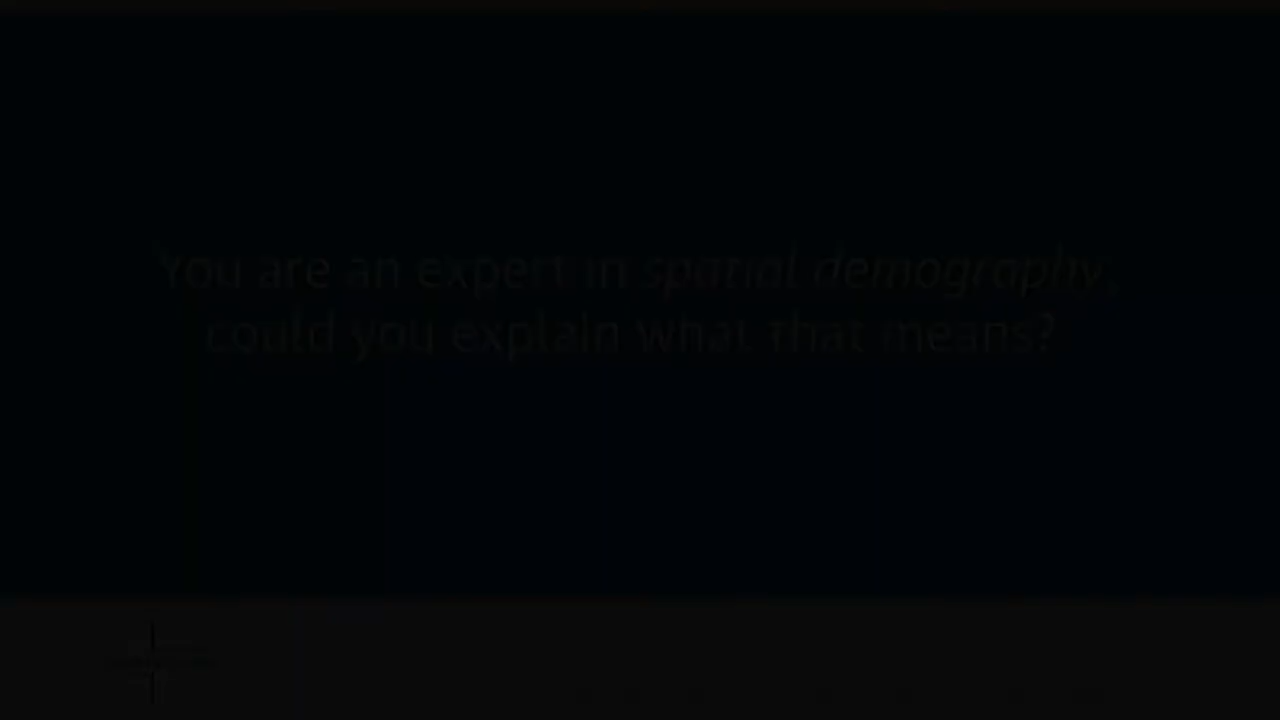 You are an expert in spatial demography,
could you explain what that means?